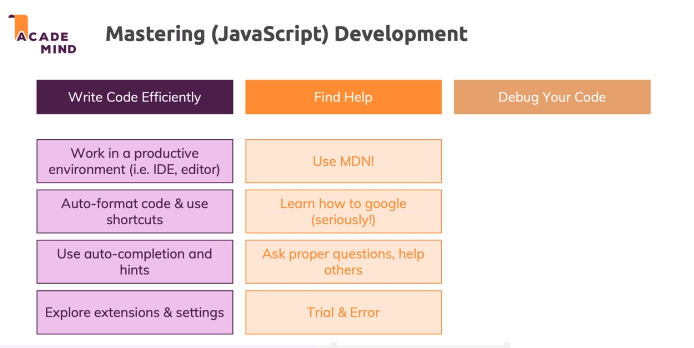 ACADE
MIND
Mastering (JavaScript) Development
Write Code Efficiently
Find Help
Debug Your Code
Work in a productive
environment (i.e. IDE, editor)
Use MDN!
Auto-format code & use
shortcuts
Learn how to google
(seriously!)
Use auto-completion and
hints
Ask proper questions, help
others
Explore extensions & settings
Trial & Error